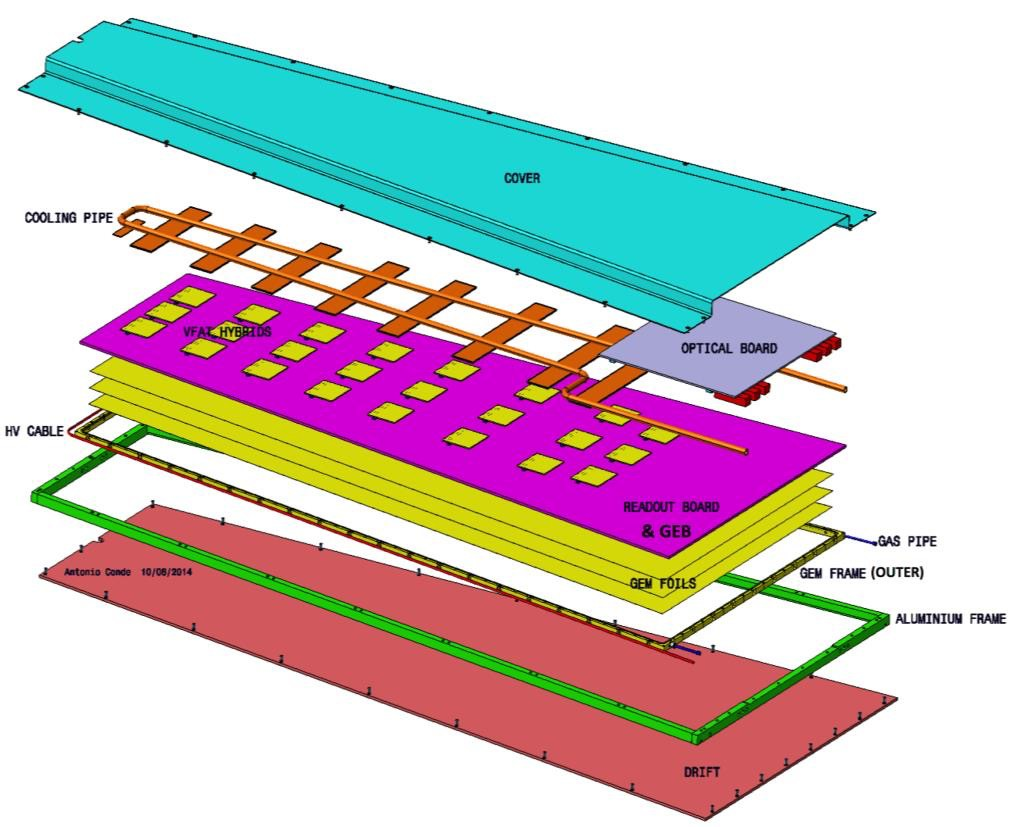 COVER
COOLING PIPE
VFAT HYBRIDS
OPTICAL BOARD
HV CABLE
READOUT BOARD
& GEB
GAS PIPE
GEM FRAME (OUTER)
GEM FOILS
Antonio Conde 10/08/2014
ALUMINIUM FRAME
DRIFT